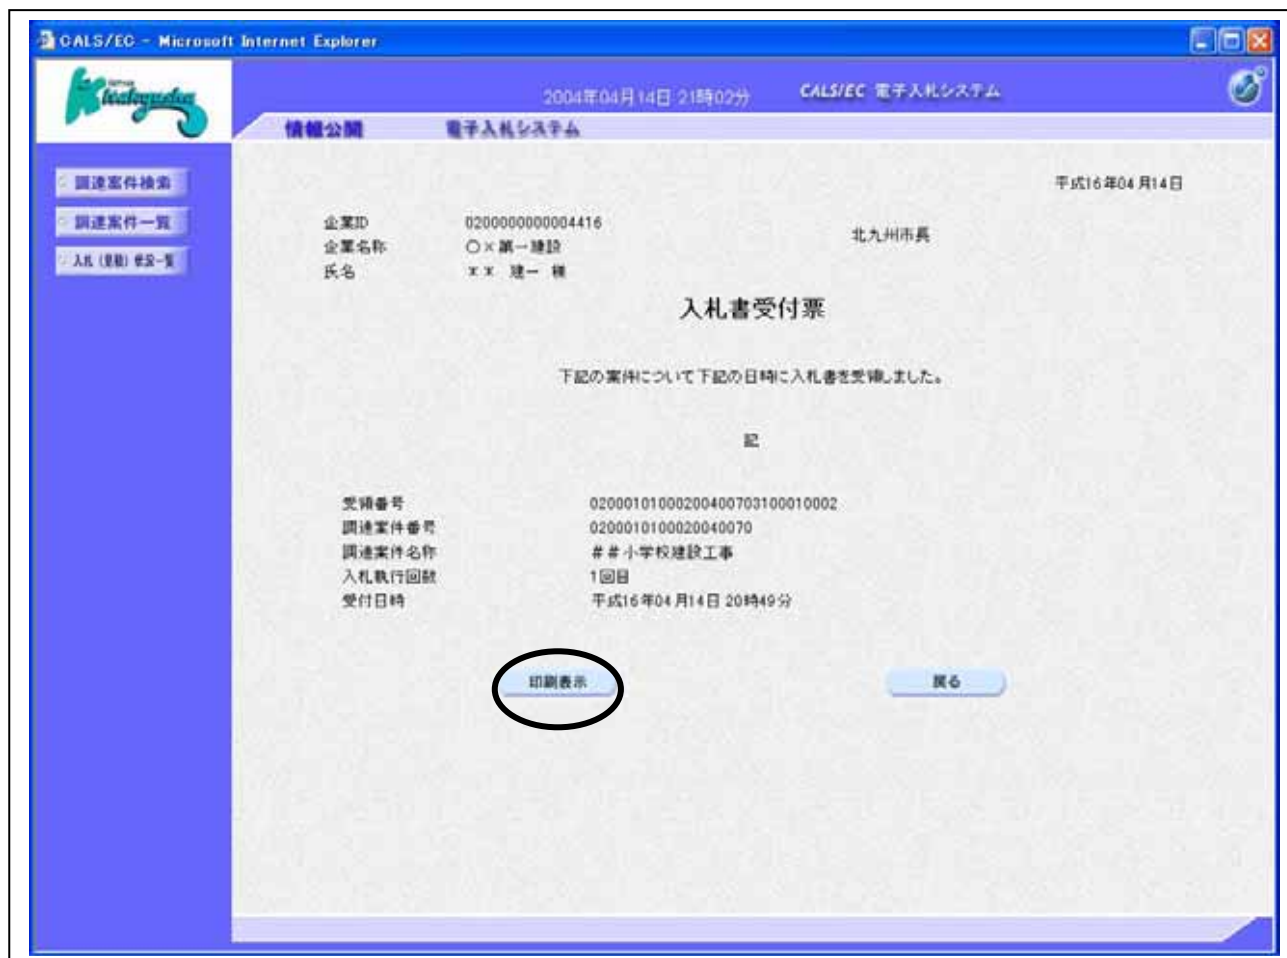 CALS/EC - Microsoft Internet Explorer
Kitakyushu
2004年04月14日 21時02分 CALS/EC 電子入札システム
情報公開 電子入札システム
調達案件検索
調達案件一覧
入札(見積)状況一覧
平成16年04月14日
企業ID 0200000000004416
企業名称 〇×第一建設
氏名 xx 建一 様
北九州市長
入札書受付票
下記の案件について下記の日時に入札書を受領しました。
記
受領番号 02000101000200400703100010002
調達案件番号 0200010100020040070
調達案件名称 ##小学校建設工事
入札執行回数 1回目
受付日時 平成16年04月14日 20時49分
印刷表示 戻る